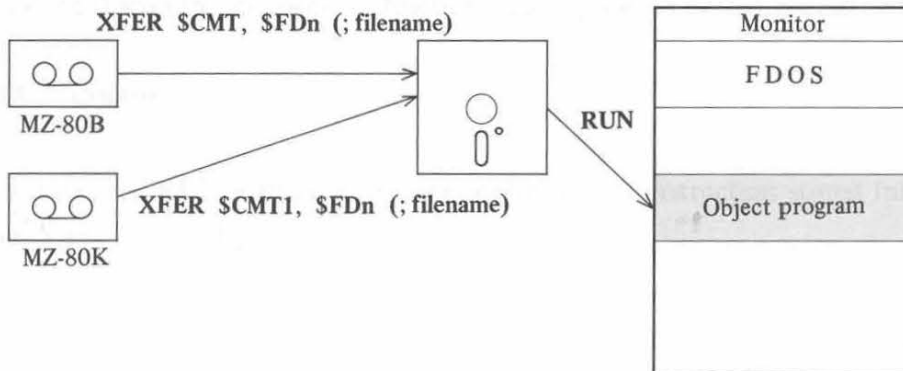 XFER $CMT, $FDn (; filename)
Monitor
FDOS
MZ-80B
RUN
XFER $CMT1, $FDn (; filename)
Object program
MZ-80K